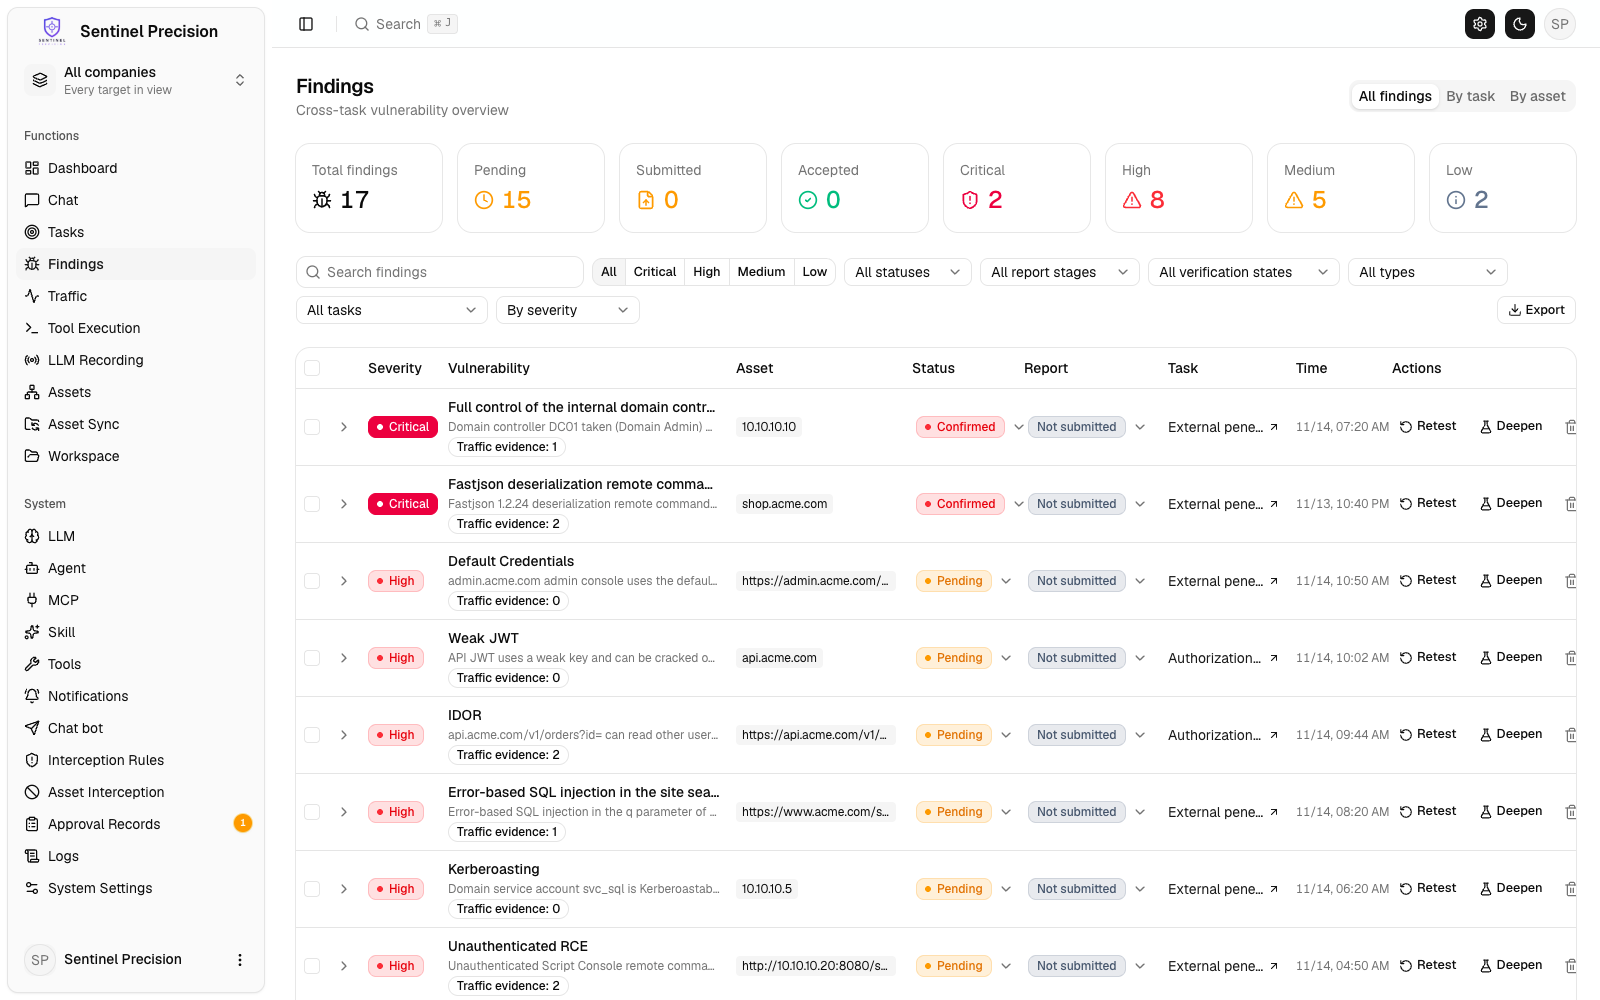 SENTINEL
Sentinel Precision
All companies
Every target in view
Functions
Dashboard
Chat
Tasks
Findings
Traffic
Tool Execution
LLM Recording
Assets
Asset Sync
Workspace
System
LLM
Agent
MCP
Skill
Tools
Notifications
Chat bot
Interception Rules
Asset Interception
Approval Records 1
Logs
System Settings
SP Sentinel Precision
Search ⌘ J
SP
Findings
Cross-task vulnerability overview
All findings By task By asset
Total findings
17
Pending
15
Submitted
0
Accepted
0
Critical
2
High
8
Medium
5
Low
2
Search findings
All Critical High Medium Low
All statuses
All report stages
All verification states
All types
All tasks
By severity
Export
Severity Vulnerability Asset Status Report Task Time Actions
Full control of the internal domain contr...
Critical Domain controller DC01 taken (Domain Admin) ... 10.10.10.10 Confirmed Not submitted External pene... 11/14, 07:20 AM Retest Deepen
Traffic evidence: 1
Fastjson deserialization remote comma...
Critical Fastjson 1.2.24 deserialization remote command... shop.acme.com Confirmed Not submitted External pene... 11/13, 10:40 PM Retest Deepen
Traffic evidence: 2
Default Credentials
High admin.acme.com admin console uses the defaul... https://admin.acme.com/... Pending Not submitted External pene... 11/14, 10:50 AM Retest Deepen
Traffic evidence: 0
Weak JWT
High API JWT uses a weak key and can be cracked o... api.acme.com Pending Not submitted Authorization... 11/14, 10:02 AM Retest Deepen
Traffic evidence: 0
IDOR
High api.acme.com/v1/orders?id= can read other user... https://api.acme.com/v1/... Pending Not submitted Authorization... 11/14, 09:44 AM Retest Deepen
Traffic evidence: 2
Error-based SQL injection in the site sea...
High Error-based SQL injection in the q parameter of ... https://www.acme.com/s... Pending Not submitted External pene... 11/14, 08:20 AM Retest Deepen
Traffic evidence: 1
Kerberoasting
High Domain service account svc_sql is Kerberoastab... 10.10.10.5 Pending Not submitted External pene... 11/14, 06:20 AM Retest Deepen
Traffic evidence: 0
Unauthenticated RCE
High Unauthenticated Script Console remote comma... http://10.10.10.20:8080/s... Pending Not submitted External pene... 11/14, 04:50 AM Retest Deepen
Traffic evidence: 2